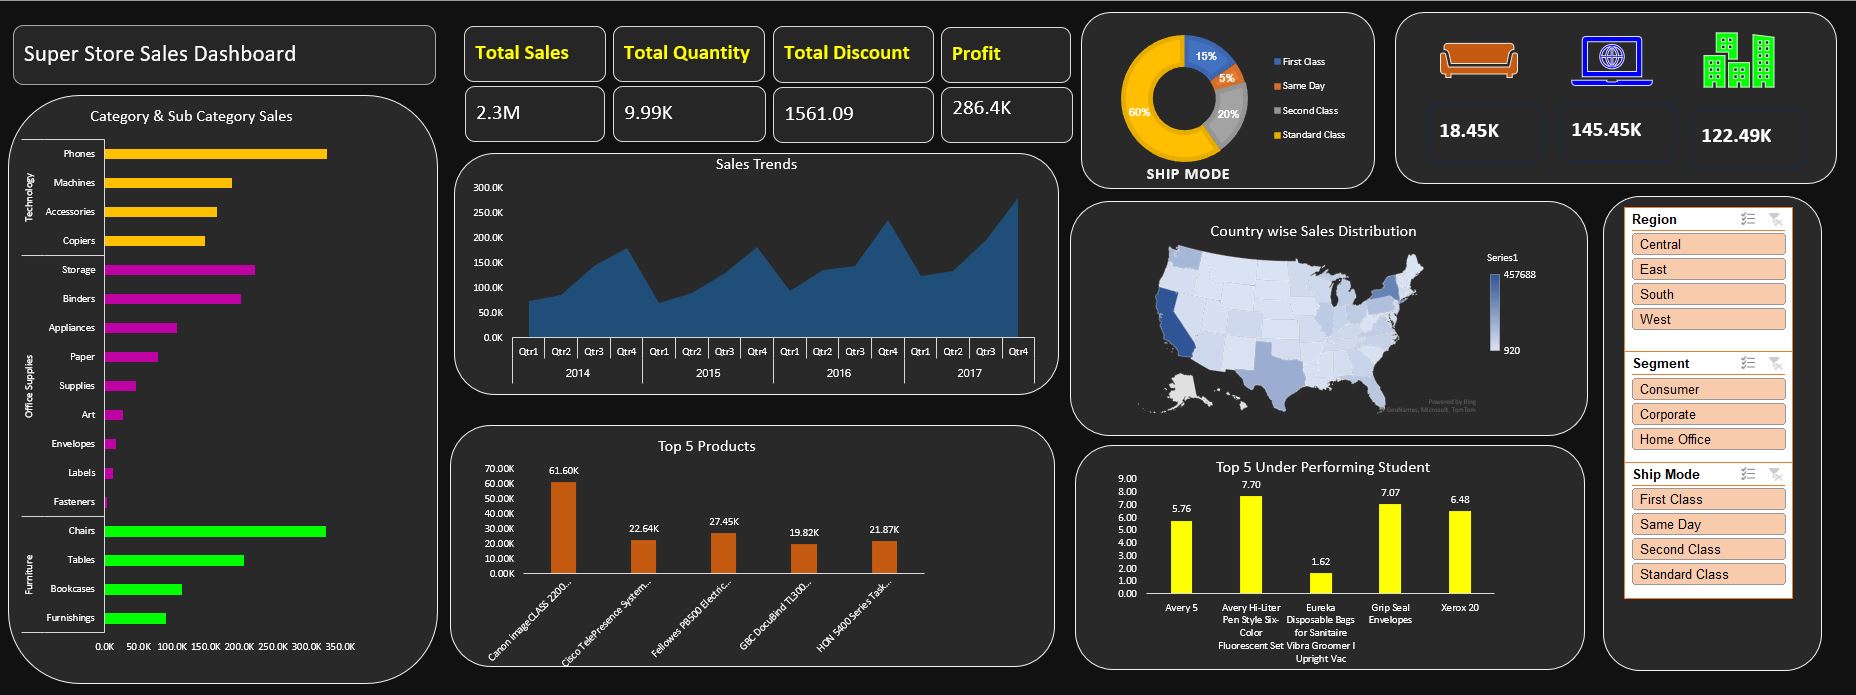 Super Store Sales Dashboard
Total Sales
2.3M
Total Quantity
9.99K
Total Discount
1561.09
Profit
286.4K
15%
5%
20%
60%
First Class
Same Day
Second Class
Standard Class
SHIP MODE
18.45K
145.45K
122.49K
Category & Sub Category Sales
Technology
Phones
Machines
Accessories
Copiers
Office Supplies
Storage
Binders
Appliances
Paper
Supplies
Art
Envelopes
Labels
Fasteners
Furniture
Chairs
Tables
Bookcases
Furnishings
0.0K 50.0K 100.0K 150.0K 200.0K 250.0K 300.0K 350.0K
Sales Trends
300.0K
250.0K
200.0K
150.0K
100.0K
50.0K
0.0K
Qtr1 Qtr2 Qtr3 Qtr4 Qtr1 Qtr2 Qtr3 Qtr4 Qtr1 Qtr2 Qtr3 Qtr4 Qtr1 Qtr2 Qtr3 Qtr4
2014 2015 2016 2017
Country wise Sales Distribution
Series1
457688
920
Powered by Bing
© GeoNames, Microsoft, TomTom
Top 5 Products
70.00K
60.00K
50.00K
40.00K
30.00K
20.00K
10.00K
0.00K
61.60K
22.64K
27.45K
19.82K
21.87K
Canon imageCLASS 2200...
Cisco TelePresence System...
Fellowes PB500 Electric...
GBC DocuBind TL300...
HON 5400 Series Task...
Top 5 Under Performing Student
9.00
8.00
7.00
6.00
5.00
4.00
3.00
2.00
1.00
0.00
5.76
7.70
1.62
7.07
6.48
Avery 5
Avery Hi-Liter
Pen Style Six-
Color
Fluorescent Set
Eureka
Disposable Bags
for Sanitaire
Vibra Groomer I
Upright Vac
Grip Seal
Envelopes
Xerox 20
Region
Central
East
South
West
Segment
Consumer
Corporate
Home Office
Ship Mode
First Class
Same Day
Second Class
Standard Class